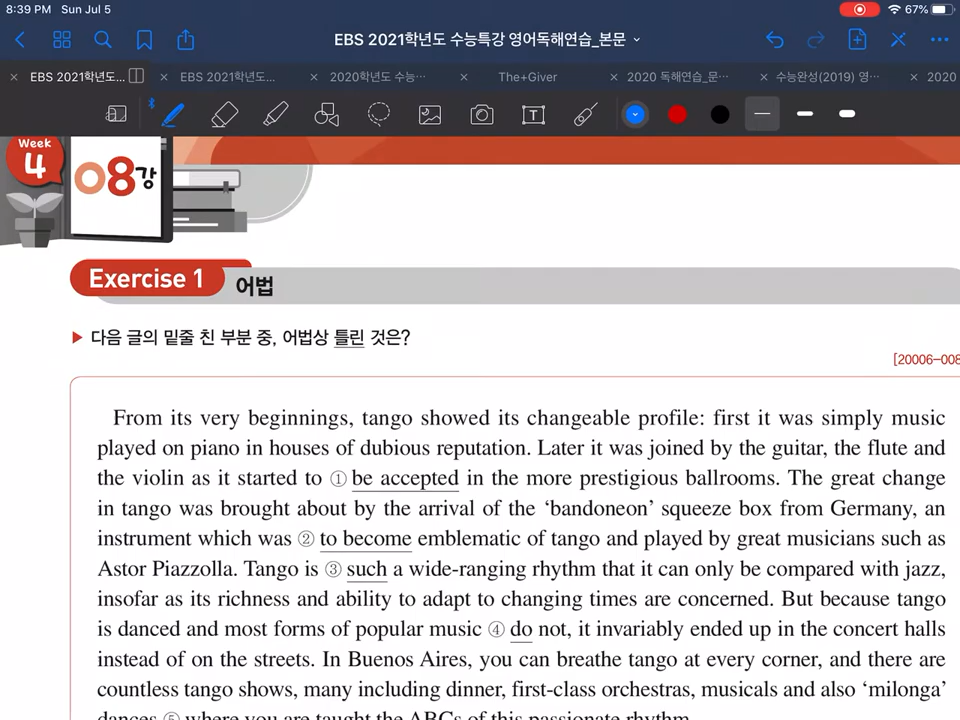 8:39 PM Sun Jul 5 67%
EBS 2021학년도 수능특강 영어독해연습_본문
EBS 2021학년도... EBS 2021학년도... 2020학년도 수능... The+Giver 2020 독해연습_문... 수능완성(2019) 영... 2020
Week
4
08강
Exercise 1 어법
▶ 다음 글의 밑줄 친 부분 중, 어법상 틀린 것은?
[20006-008
From its very beginnings, tango showed its changeable profile: first it was simply music
played on piano in houses of dubious reputation. Later it was joined by the guitar, the flute and
the violin as it started to ① be accepted in the more prestigious ballrooms. The great change
in tango was brought about by the arrival of the ‘bandoneon’ squeeze box from Germany, an
instrument which was ② to become emblematic of tango and played by great musicians such as
Astor Piazzolla. Tango is ③ such a wide-ranging rhythm that it can only be compared with jazz,
insofar as its richness and ability to adapt to changing times are concerned. But because tango
is danced and most forms of popular music ④ do not, it invariably ended up in the concert halls
instead of on the streets. In Buenos Aires, you can breathe tango at every corner, and there are
countless tango shows, many including dinner, first-class orchestras, musicals and also ‘milonga’
dances ⑤ where you are taught the ABCs of this passionate rhythm.